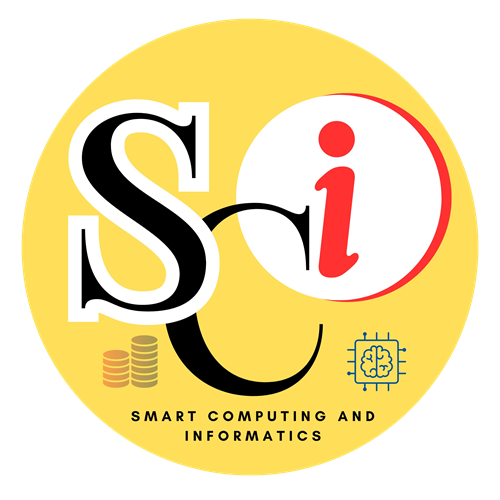 SCi
SMART COMPUTING AND
INFORMATICS